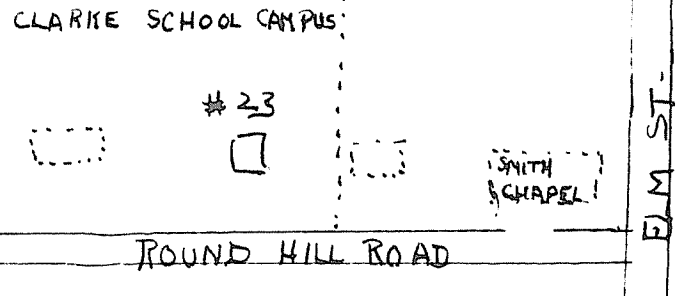 CLARKE SCHOOL CAMPUS
# 23
SMITH
CHAPEL
ELM ST.
ROUND HILL ROAD